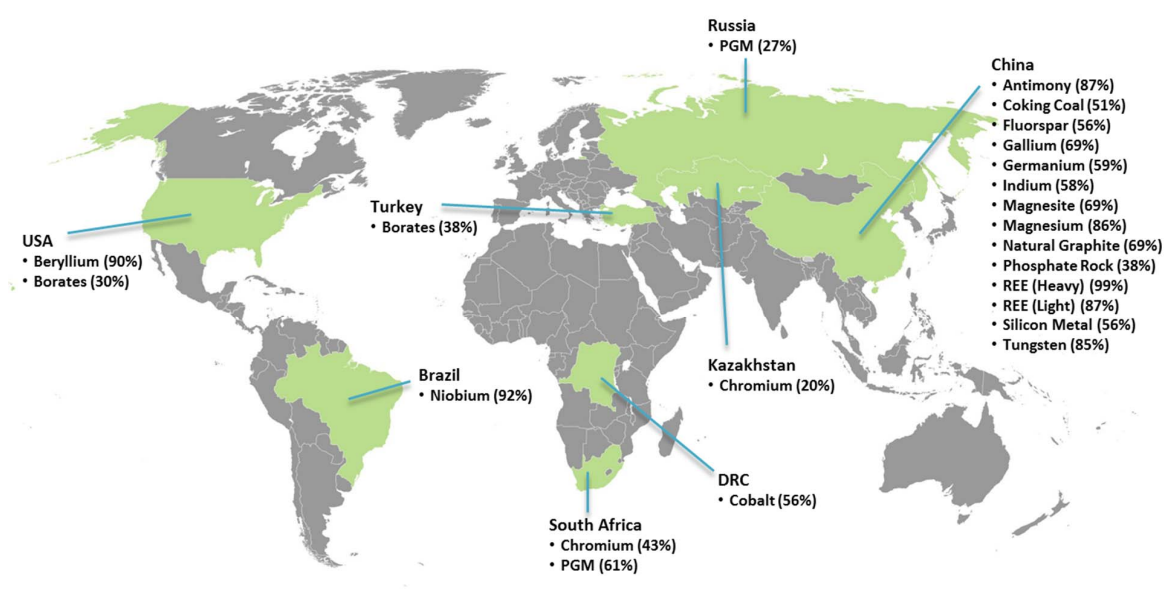 Russia
• PGM (27%)
China
• Antimony (87%)
• Coking Coal (51%)
• Fluorspar (56%)
• Gallium (69%)
• Germanium (59%)
• Indium (58%)
• Magnesite (69%)
• Magnesium (86%)
• Natural Graphite (69%)
• Phosphate Rock (38%)
• REE (Heavy) (99%)
• REE (Light) (87%)
• Silicon Metal (56%)
• Tungsten (85%)
Turkey
• Borates (38%)
USA
• Beryllium (90%)
• Borates (30%)
Kazakhstan
• Chromium (20%)
Brazil
• Niobium (92%)
DRC
• Cobalt (56%)
South Africa
• Chromium (43%)
• PGM (61%)